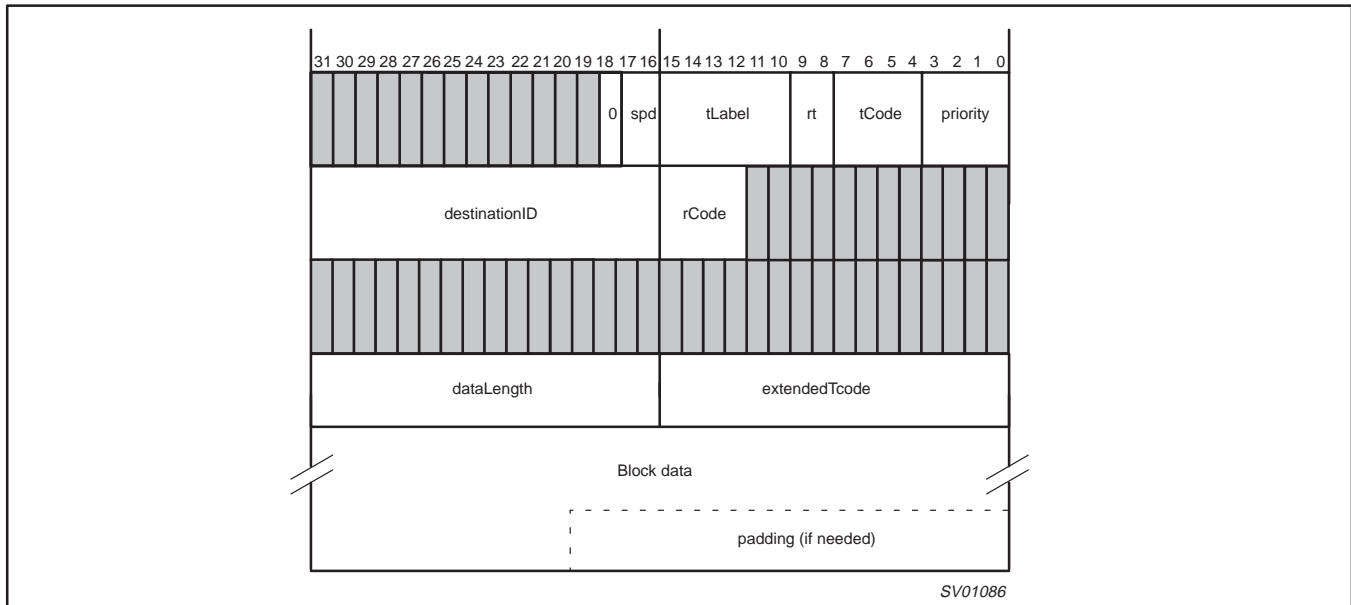 31 30 29 28 27 26 25 24 23 22 21 20 19 18 17 16 15 14 13 12 11 10 9 8 7 6 5 4 3 2 1 0
0 spd tLabel rt tCode priority
destinationID rCode
dataLength extendedTcode
Block data
padding (if needed)
SV01086